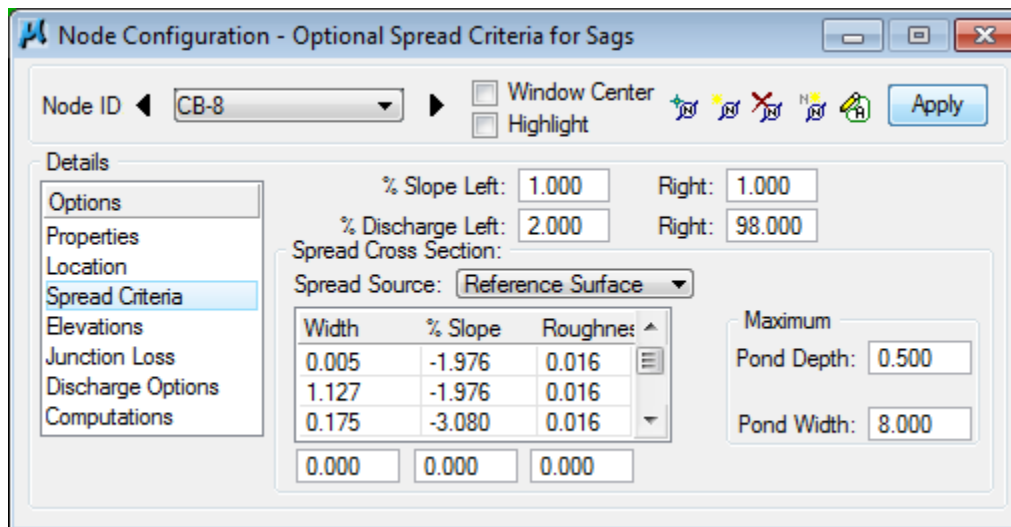 Node Configuration - Optional Spread Criteria for Sags
Node ID CB-8 Window Center Apply
Highlight
Details
Options
Properties
Location
Spread Criteria
Elevations
Junction Loss
Discharge Options
Computations
% Slope Left: 1.000 Right: 1.000
% Discharge Left: 2.000 Right: 98.000
Spread Cross Section:
Spread Source: Reference Surface
Width % Slope Roughnes
0.005 -1.976 0.016
1.127 -1.976 0.016
0.175 -3.080 0.016
0.000 0.000 0.000
Maximum
Pond Depth: 0.500
Pond Width: 8.000